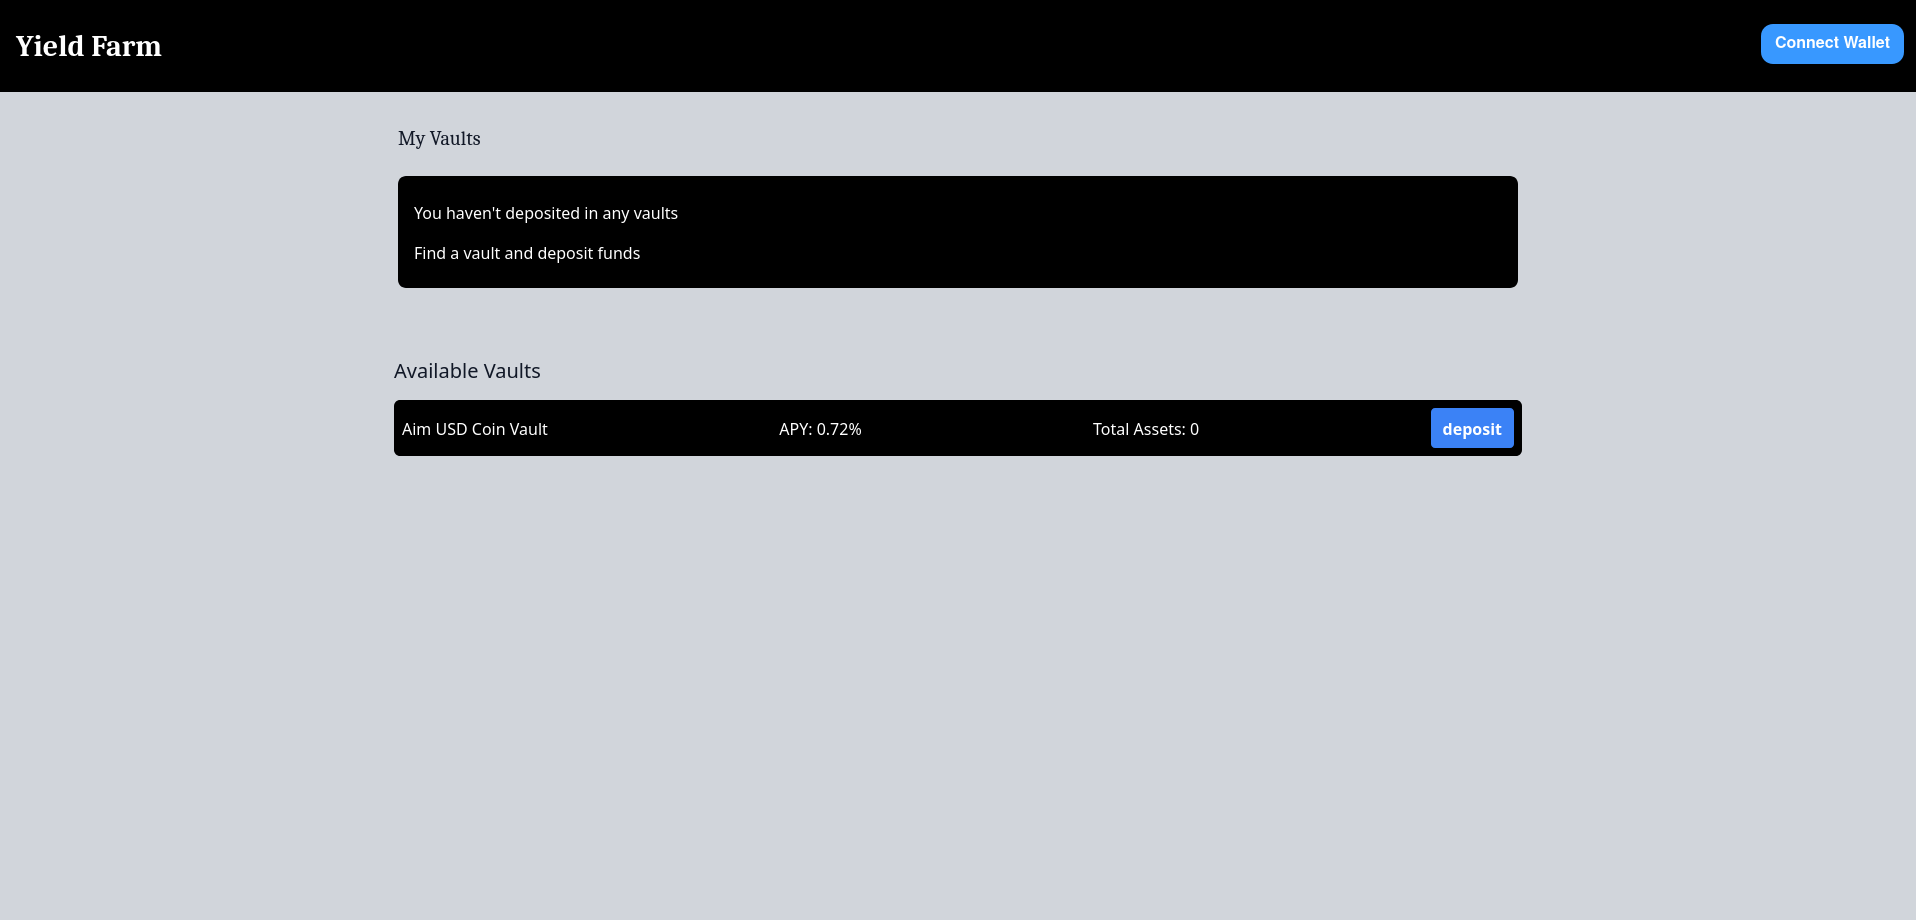 Yield Farm
Connect Wallet
My Vaults
You haven't deposited in any vaults
Find a vault and deposit funds
Available Vaults
Aim USD Coin Vault APY: 0.72% Total Assets: 0 deposit